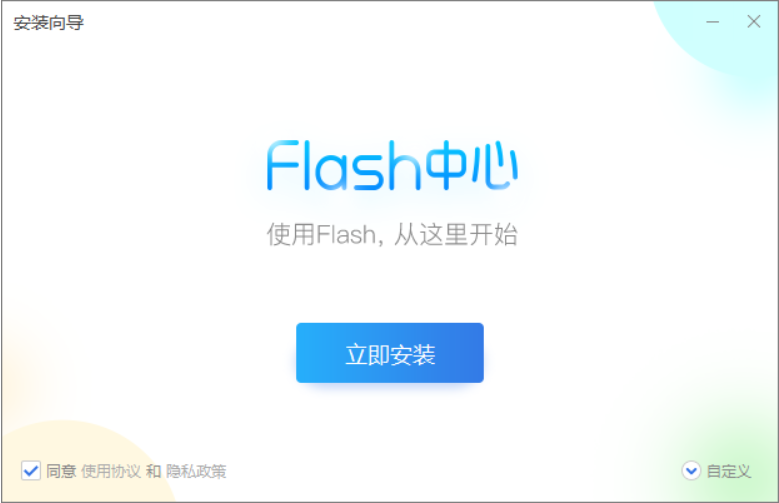 安装向导
Flash中心
使用Flash, 从这里开始
立即安装
同意 使用协议 和 隐私政策
自定义